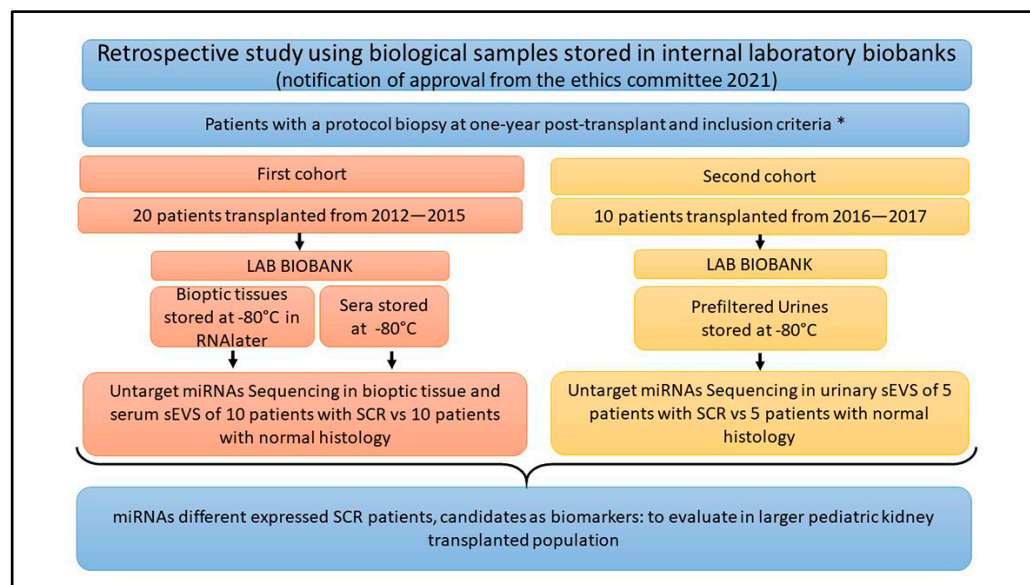 Retrospective study using biological samples stored in internal laboratory biobanks
(notification of approval from the ethics committee 2021)
Patients with a protocol biopsy at one-year post-transplant and inclusion criteria *
First cohort
20 patients transplanted from 2012—2015
LAB BIOBANK
Bioptic tissues
stored at -80°C in
RNAlater
Sera stored
at -80°C
Untarget miRNAs Sequencing in bioptic tissue and
serum sEVS of 10 patients with SCR vs 10 patients
with normal histology
Second cohort
10 patients transplanted from 2016—2017
LAB BIOBANK
Prefiltered Urines
stored at -80°C
Untarget miRNAs Sequencing in urinary sEVS of 5
patients with SCR vs 5 patients with normal
histology
miRNAs different expressed SCR patients, candidates as biomarkers: to evaluate in larger pediatric kidney
transplanted population